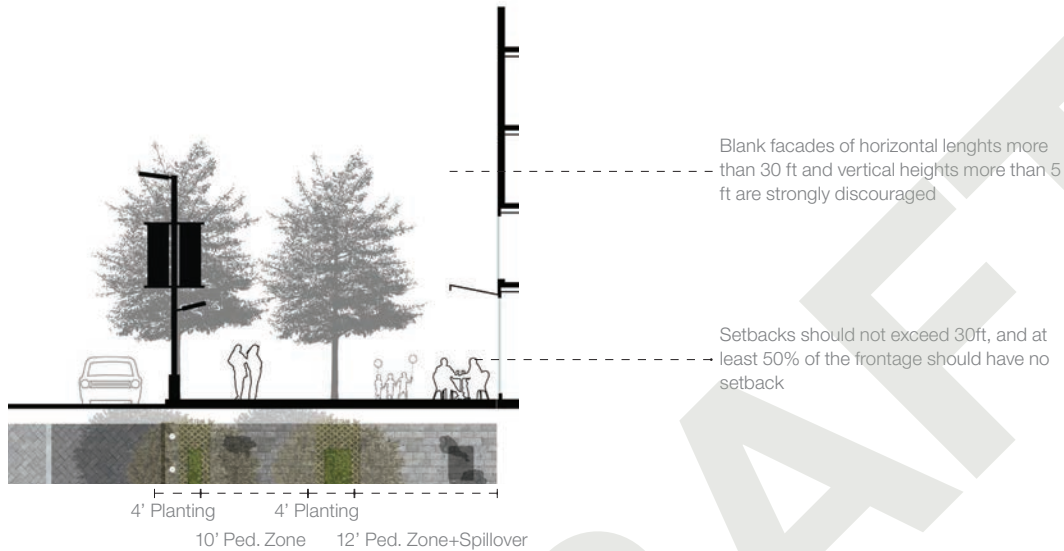 Blank facades of horizontal lenghts more
than 30 ft and vertical heights more than 5
ft are strongly discouraged
Setbacks should not exceed 30ft, and at
least 50% of the frontage should have no
setback
4' Planting
4' Planting
10' Ped. Zone
12' Ped. Zone+Spillover
RAFT